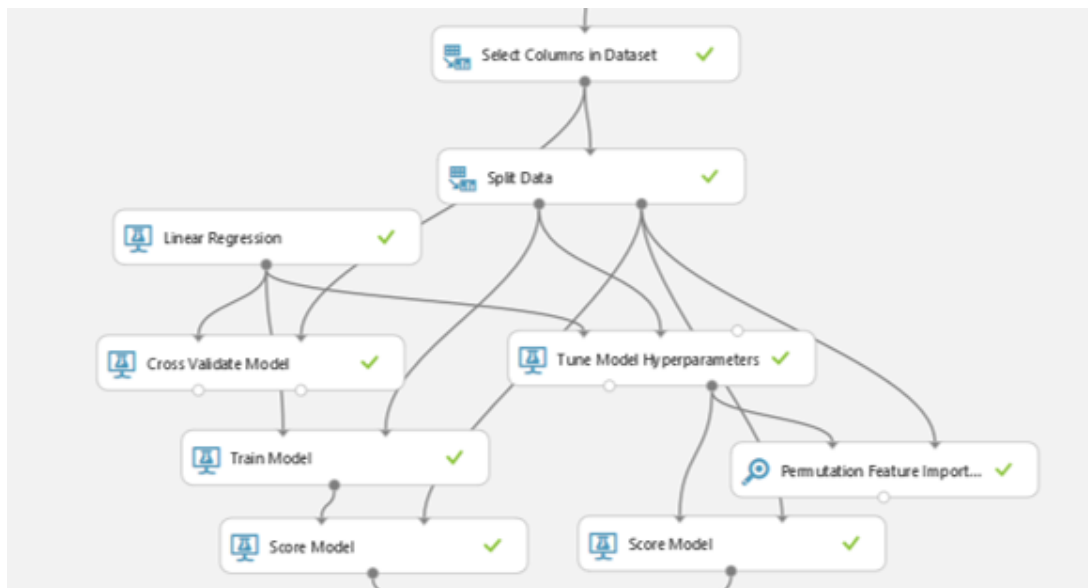 Select Columns in Dataset
Split Data
Linear Regression
Cross Validate Model
Tune Model Hyperparameters
Train Model
Permutation Feature Import...
Score Model
Score Model